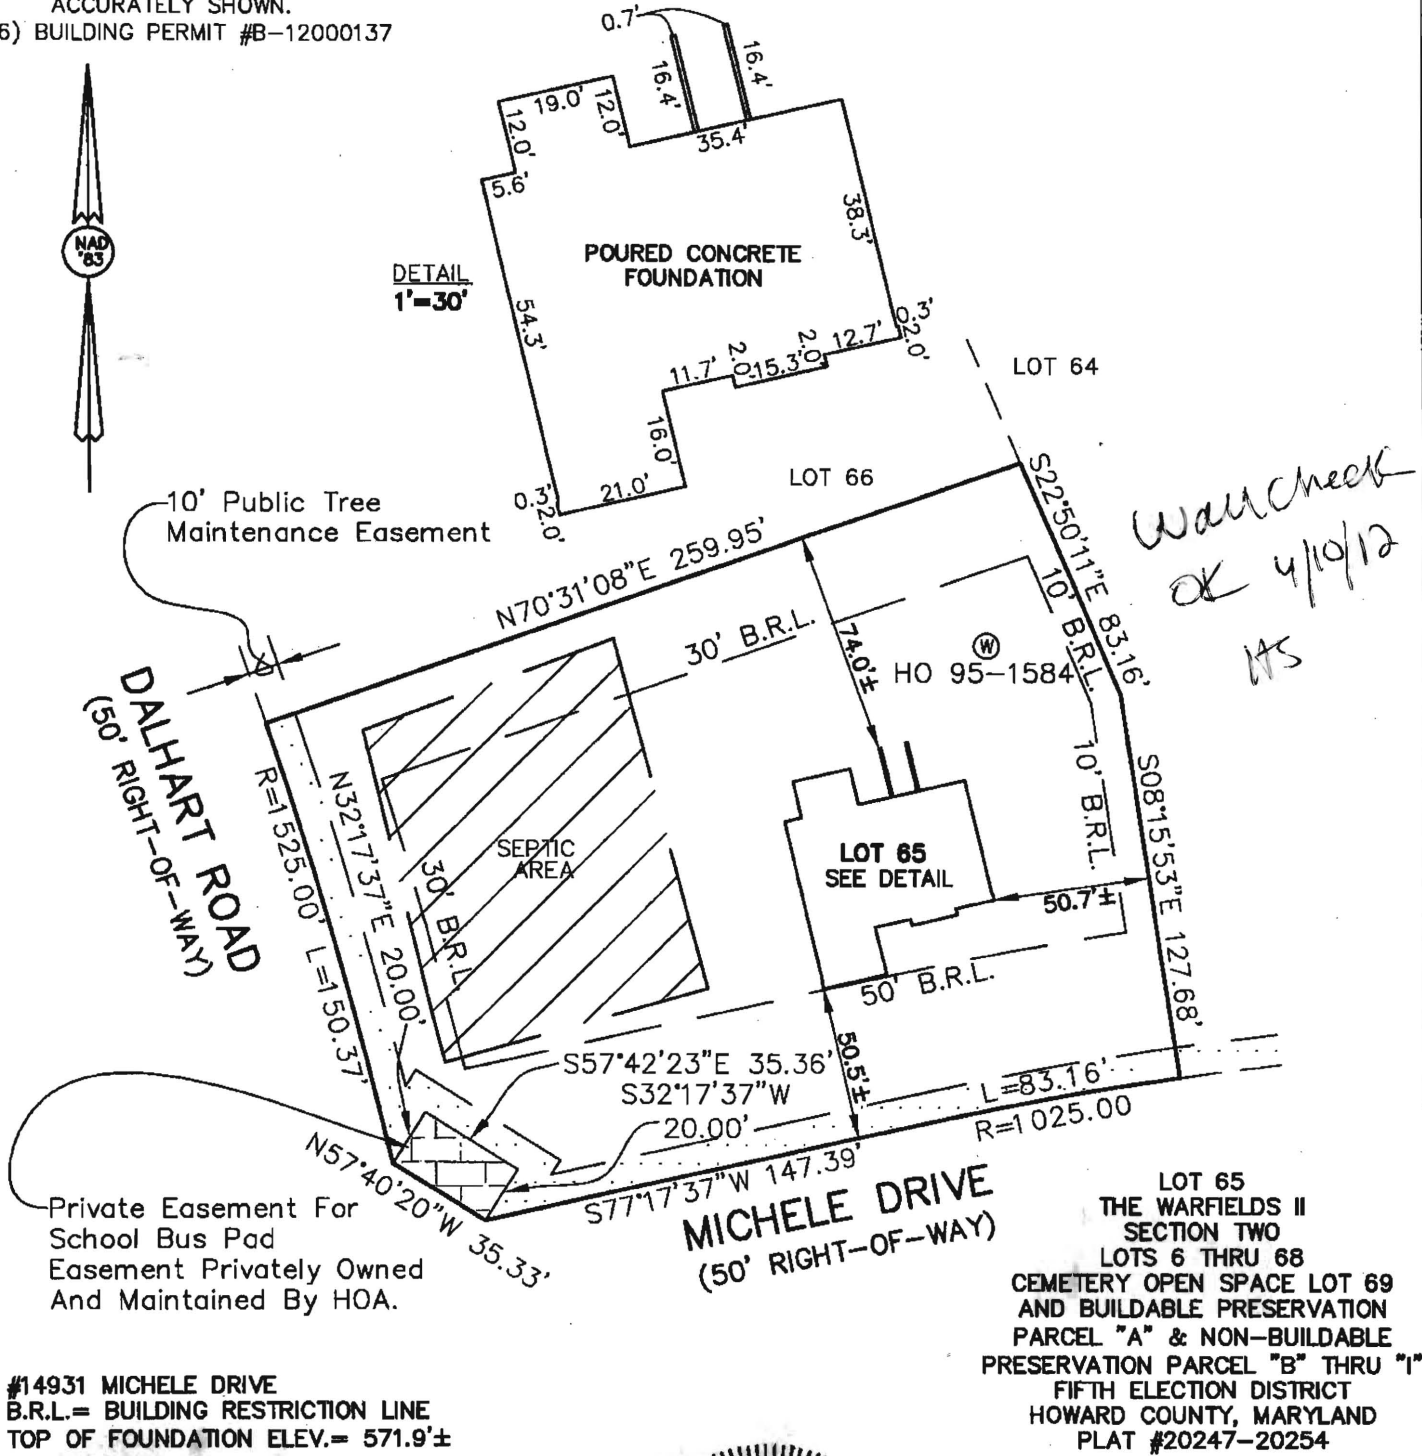 ACCURATELY SHOWN.
6) BUILDING PERMIT #B-12000137
NAD
'83
DETAIL
1'=30'
0.7'
16.4'
16.4'
19.0'
12.0'
12.0'
35.4'
5.6'
38.3'
POURED CONCRETE
FOUNDATION
54.3'
0.3'
2.0'
12.7'
2.0'
15.3'
2.0'
11.7'
16.0'
21.0'
0.3'
2.0'
LOT 64
LOT 66
Wall Check
OK 4/10/12
10' Public Tree
Maintenance Easement
N70°31'08"E 259.95'
S22°50'11"E 83.16'
10' B.R.L.
30' B.R.L.
74.0'±
W
HO 95-1584
DALHART ROAD
(50' RIGHT-OF-WAY)
R=1525.00' L=150.37'
N32°17'37"E 20.00'
30' B.R.L.
SEPTIC
AREA
LOT 65
SEE DETAIL
10' B.R.L.
S08°15'53"E 127.68'
50.7'±
50' B.R.L.
50.5'±
S57°42'23"E 35.36'
S32°17'37"W
20.00'
L=83.16'
R=1025.00
N57°40'20"W 35.33'
S77°17'37"W 147.39'
MICHELE DRIVE
(50' RIGHT-OF-WAY)
Private Easement For
School Bus Pad
Easement Privately Owned
And Maintained By HOA.
LOT 65
THE WARFIELDS II
SECTION TWO
LOTS 6 THRU 68
CEMETERY OPEN SPACE LOT 69
AND BUILDABLE PRESERVATION
PARCEL "A" & NON-BUILDABLE
PRESERVATION PARCEL "B" THRU "I"
FIFTH ELECTION DISTRICT
HOWARD COUNTY, MARYLAND
PLAT #20247-20254
#14931 MICHELE DRIVE
B.R.L.= BUILDING RESTRICTION LINE
TOP OF FOUNDATION ELEV.= 571.9'±